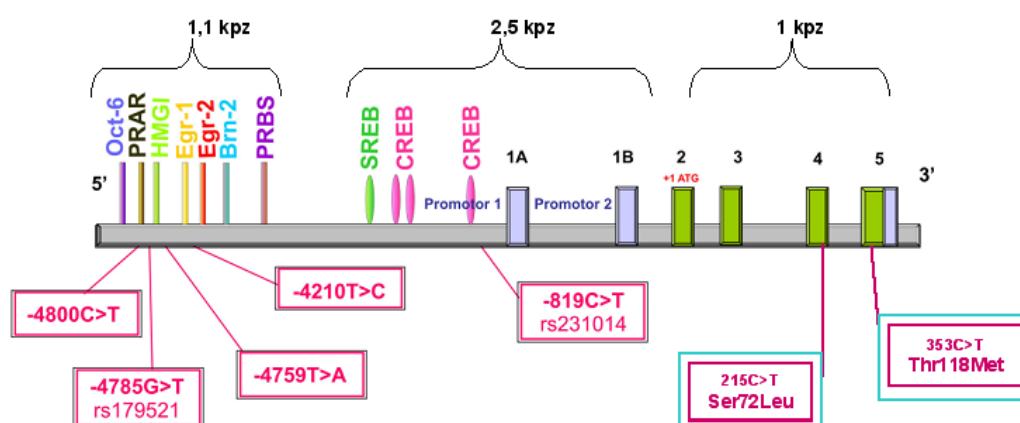 1,1 kpz
2,5 kpz
1 kpz
Oct-6
PRAR
HMGI
Egr-1
Egr-2
Brn-2
PRBS
SREB
CREB
CREB
5’
1A
1B
2
3
4
5
3’
+1 ATG
Promotor 1
Promotor 2
-4800C>T
-4785G>T
rs179521
-4759T>A
-4210T>C
-819C>T
rs231014
215C>T
Ser72Leu
353C>T
Thr118Met